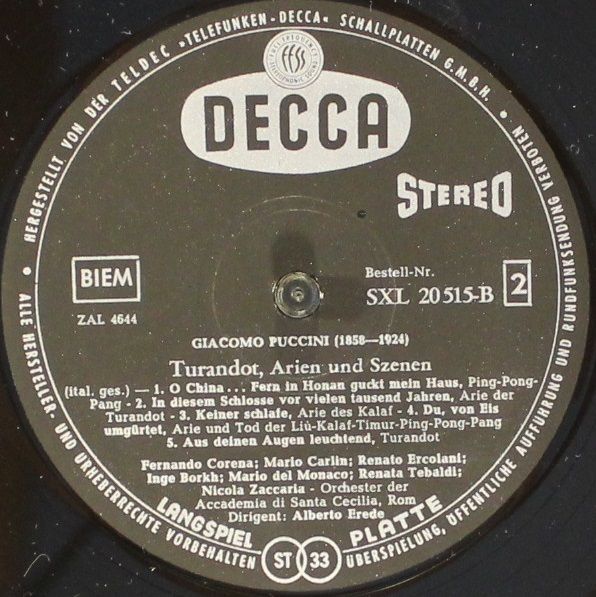 HERGESTELLT VON DER TELDEC »TELEFUNKEN-DECCA« SCHALLPLATTEN G.M.B.H. •
ALLE HERSTELLER- UND URHEBERRECHTE VORBEHALTEN
ÜBERSPIELUNG, ÖFFENTLICHE AUFFÜHRUNG UND RUNDFUNKSENDUNG VERBOTEN
FULL FREQUENCY
ffss
STEREOPHONIC SOUND
DECCA
STEREO
BIEM
ZAL 4644
Bestell-Nr.
SXL 20515-B 2
GIACOMO PUCCINI (1858—1924)
Turandot, Arien und Szenen
(ital. ges.) — 1. O China... Fern in Honan guckt mein Haus, Ping-Pong-
Pang - 2. In diesem Schlosse vor vielen tausend Jahren, Arie der
Turandot - 3. Keiner schlafe, Arie des Kalaf - 4. Du, von Eis
umgürtet, Arie und Tod der Liù-Kalaf-Timur-Ping-Pong-Pang
5. Aus deinen Augen leuchtend, Turandot
Fernando Corena; Mario Carlin; Renato Ercolani;
Inge Borkh; Mario del Monaco; Renata Tebaldi;
Nicola Zaccaria - Orchester der
Accademia di Santa Cecilia, Rom
Dirigent: Alberto Erede
LANGSPIEL PLATTE
ST 33